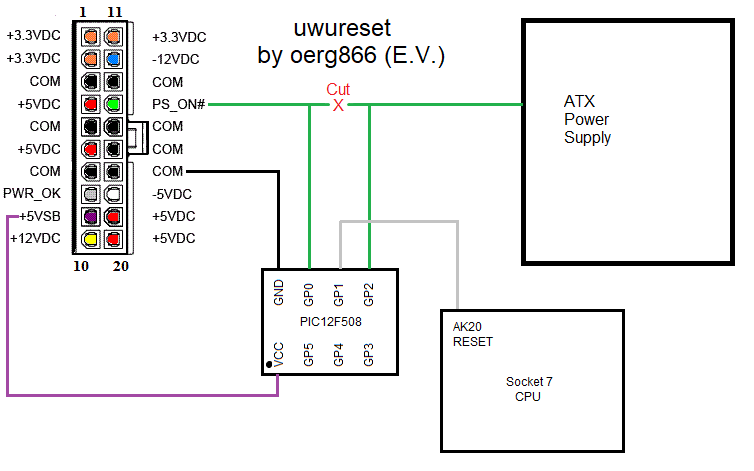 uwureset
by oerg866 (E.V.)
1 11
+3.3VDC +3.3VDC
+3.3VDC -12VDC
COM COM
+5VDC PS_ON#
COM COM
+5VDC COM
COM COM
PWR_OK -5VDC
+5VSB +5VDC
+12VDC +5VDC
10 20
Cut
X
ATX
Power
Supply
GND GP0 GP1 GP2
PIC12F508
VCC GP5 GP4 GP3
AK20
RESET
Socket 7
CPU